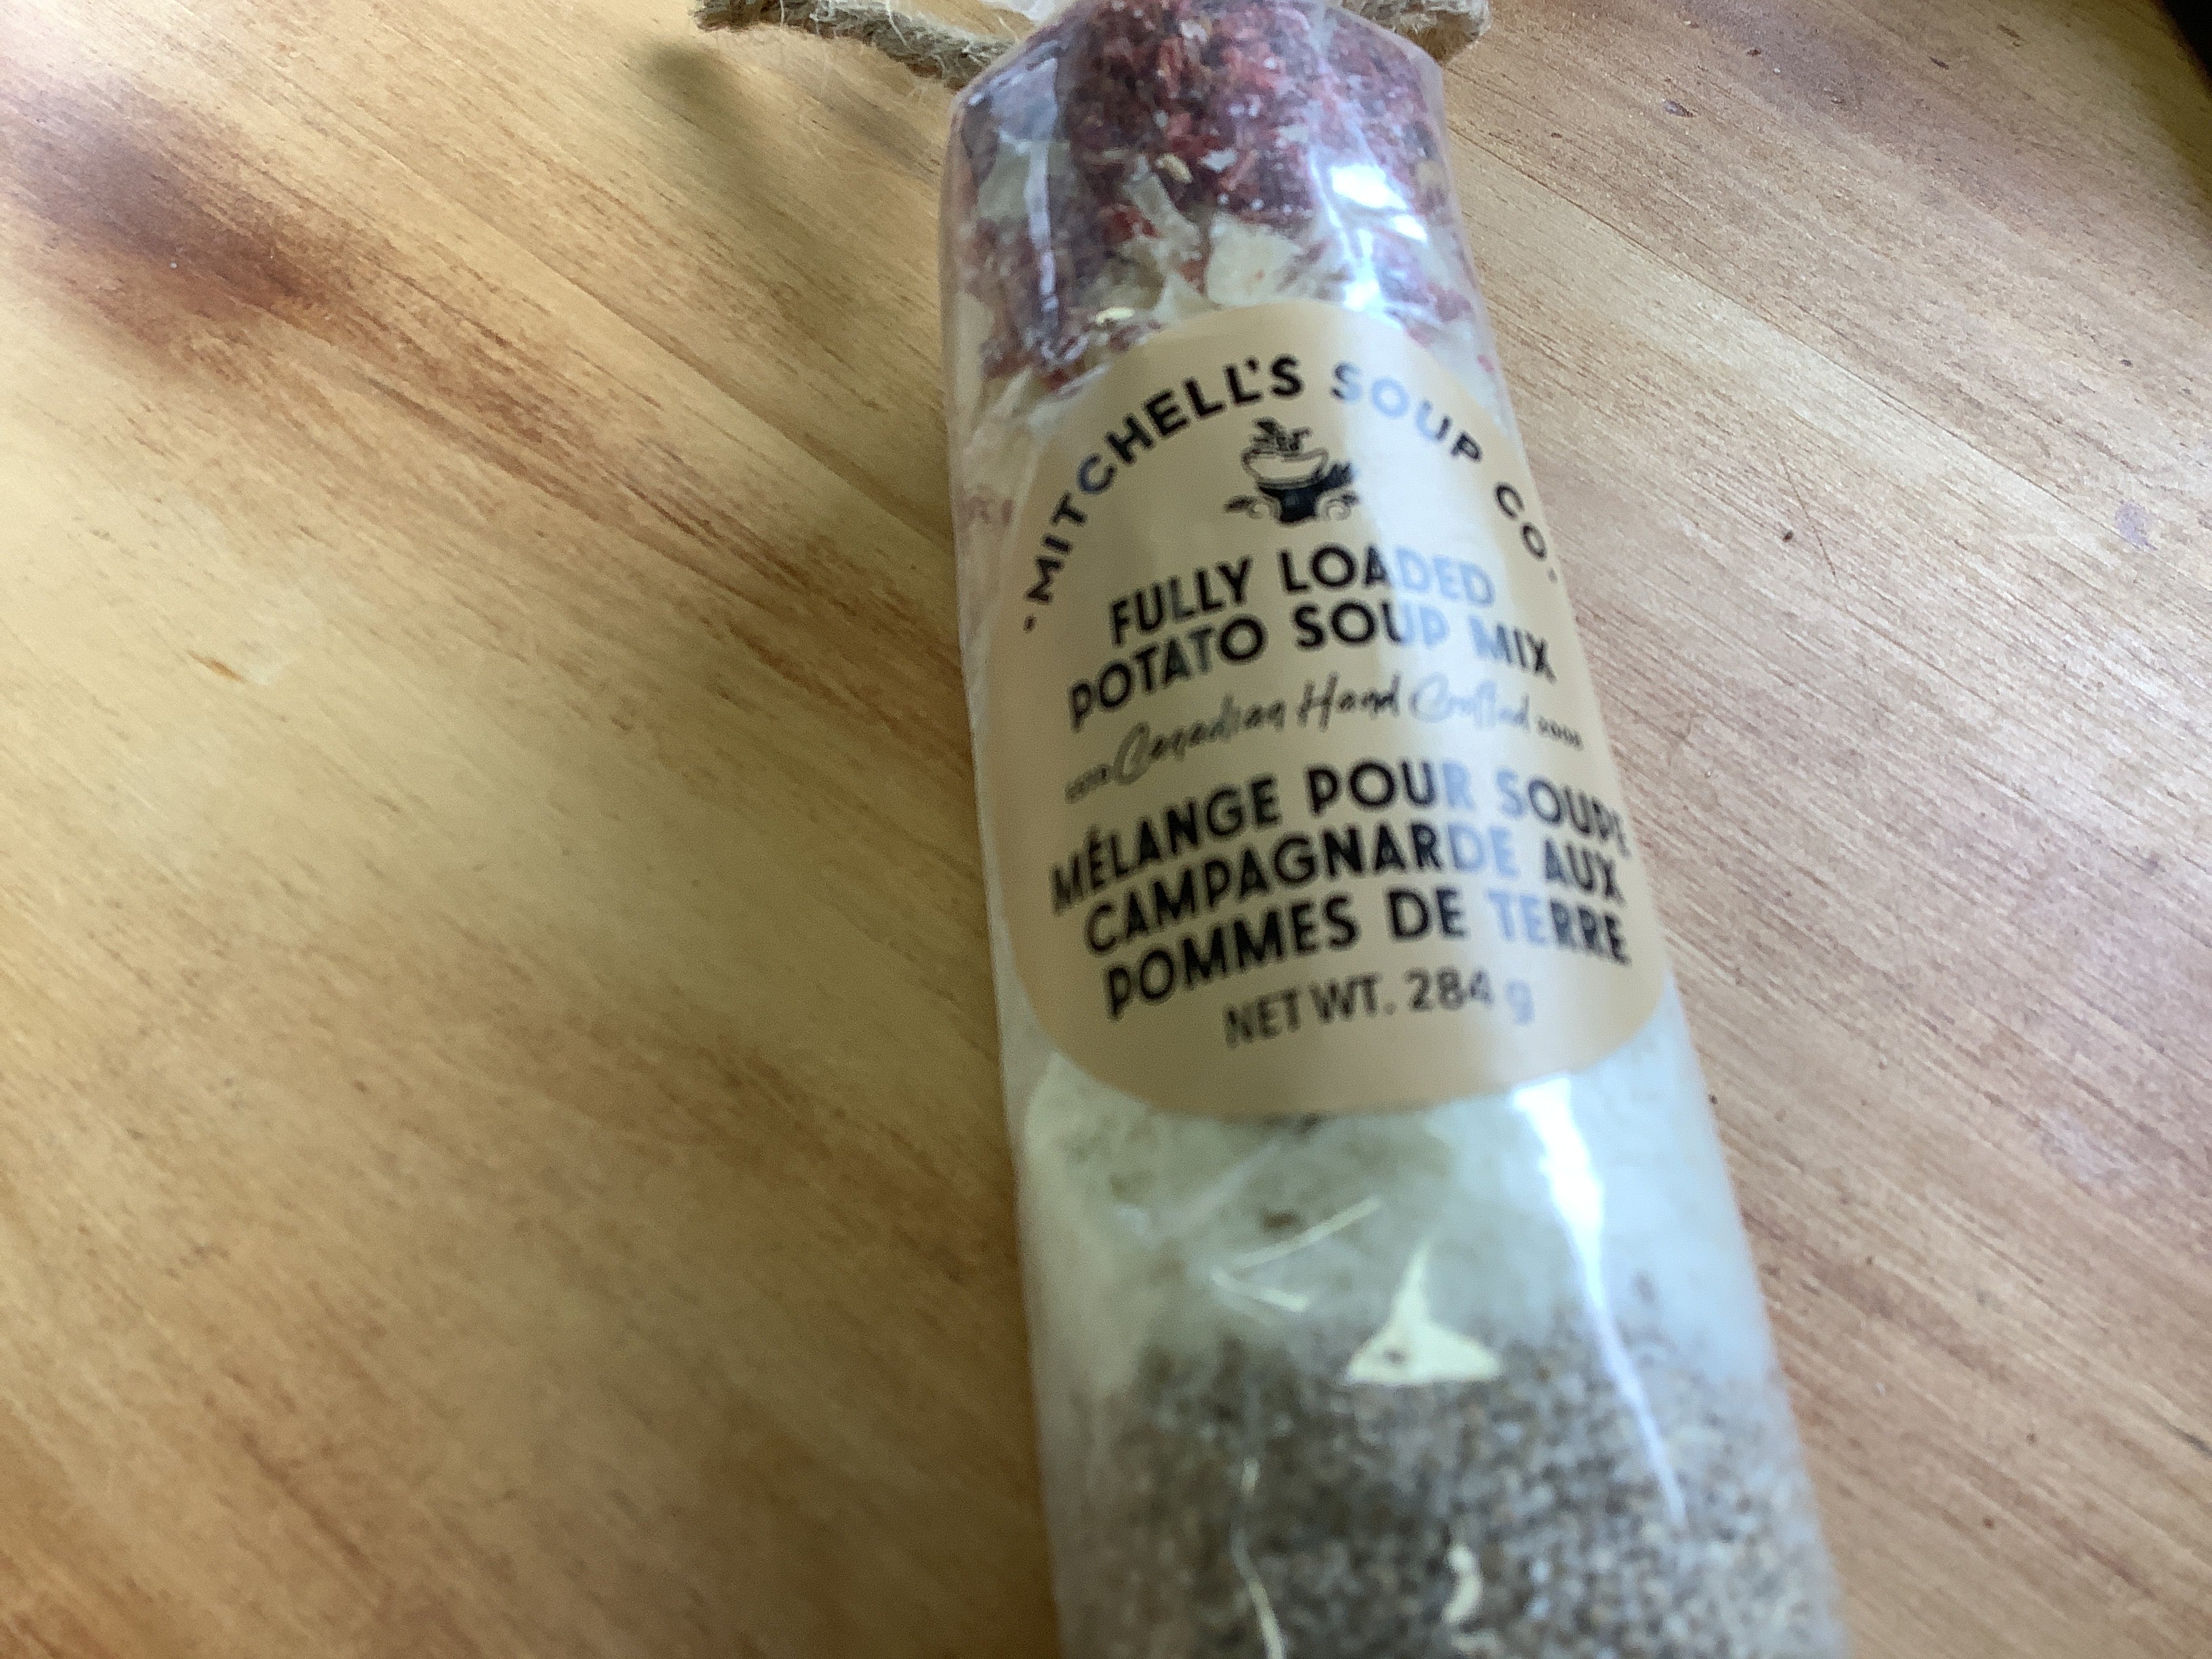 ·MITCHELL'S SOUP CO.·
FULLY LOADED
POTATO SOUP MIX
Canadian Hand Crafted
MÉLANGE POUR SOUPE
CAMPAGNARDE AUX
POMMES DE TERRE
NET WT. 284 g